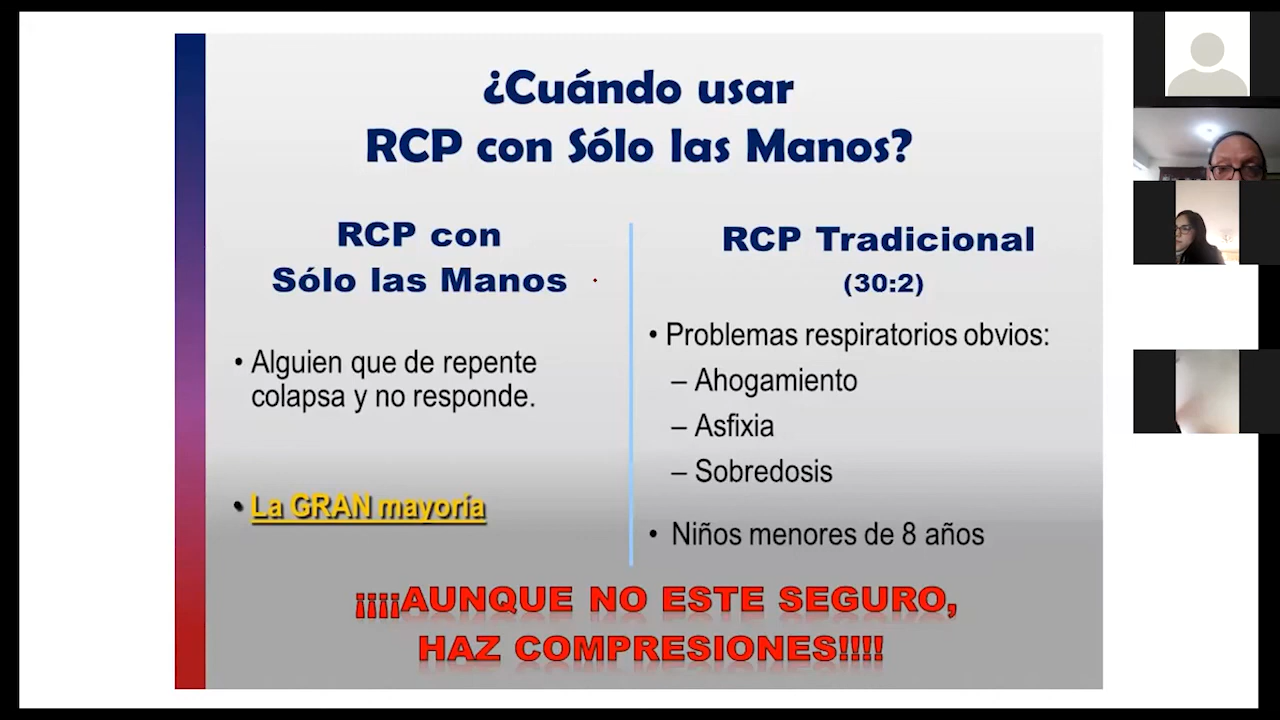 ¿Cuándo usar
RCP con Sólo las Manos?
RCP con
Sólo las Manos
• Alguien que de repente
colapsa y no responde.
• La GRAN mayoría
RCP Tradicional
(30:2)
• Problemas respiratorios obvios:
– Ahogamiento
– Asfixia
– Sobredosis
• Niños menores de 8 años
¡¡¡¡AUNQUE NO ESTE SEGURO,
HAZ COMPRESIONES!!!!